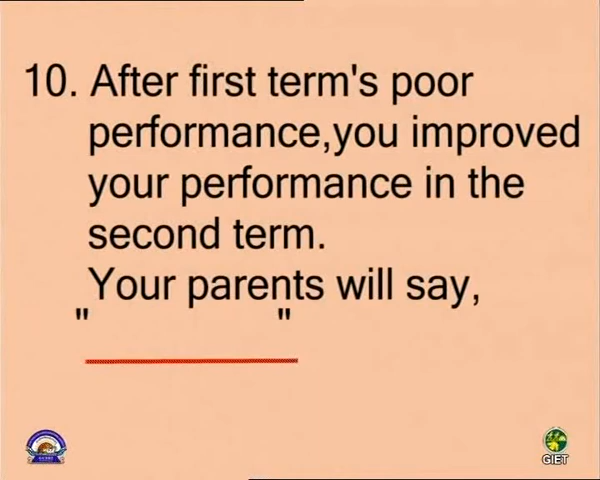 10. After first term's poor
performance,you improved
your performance in the
second term.
Your parents will say,
"                    "
GIET